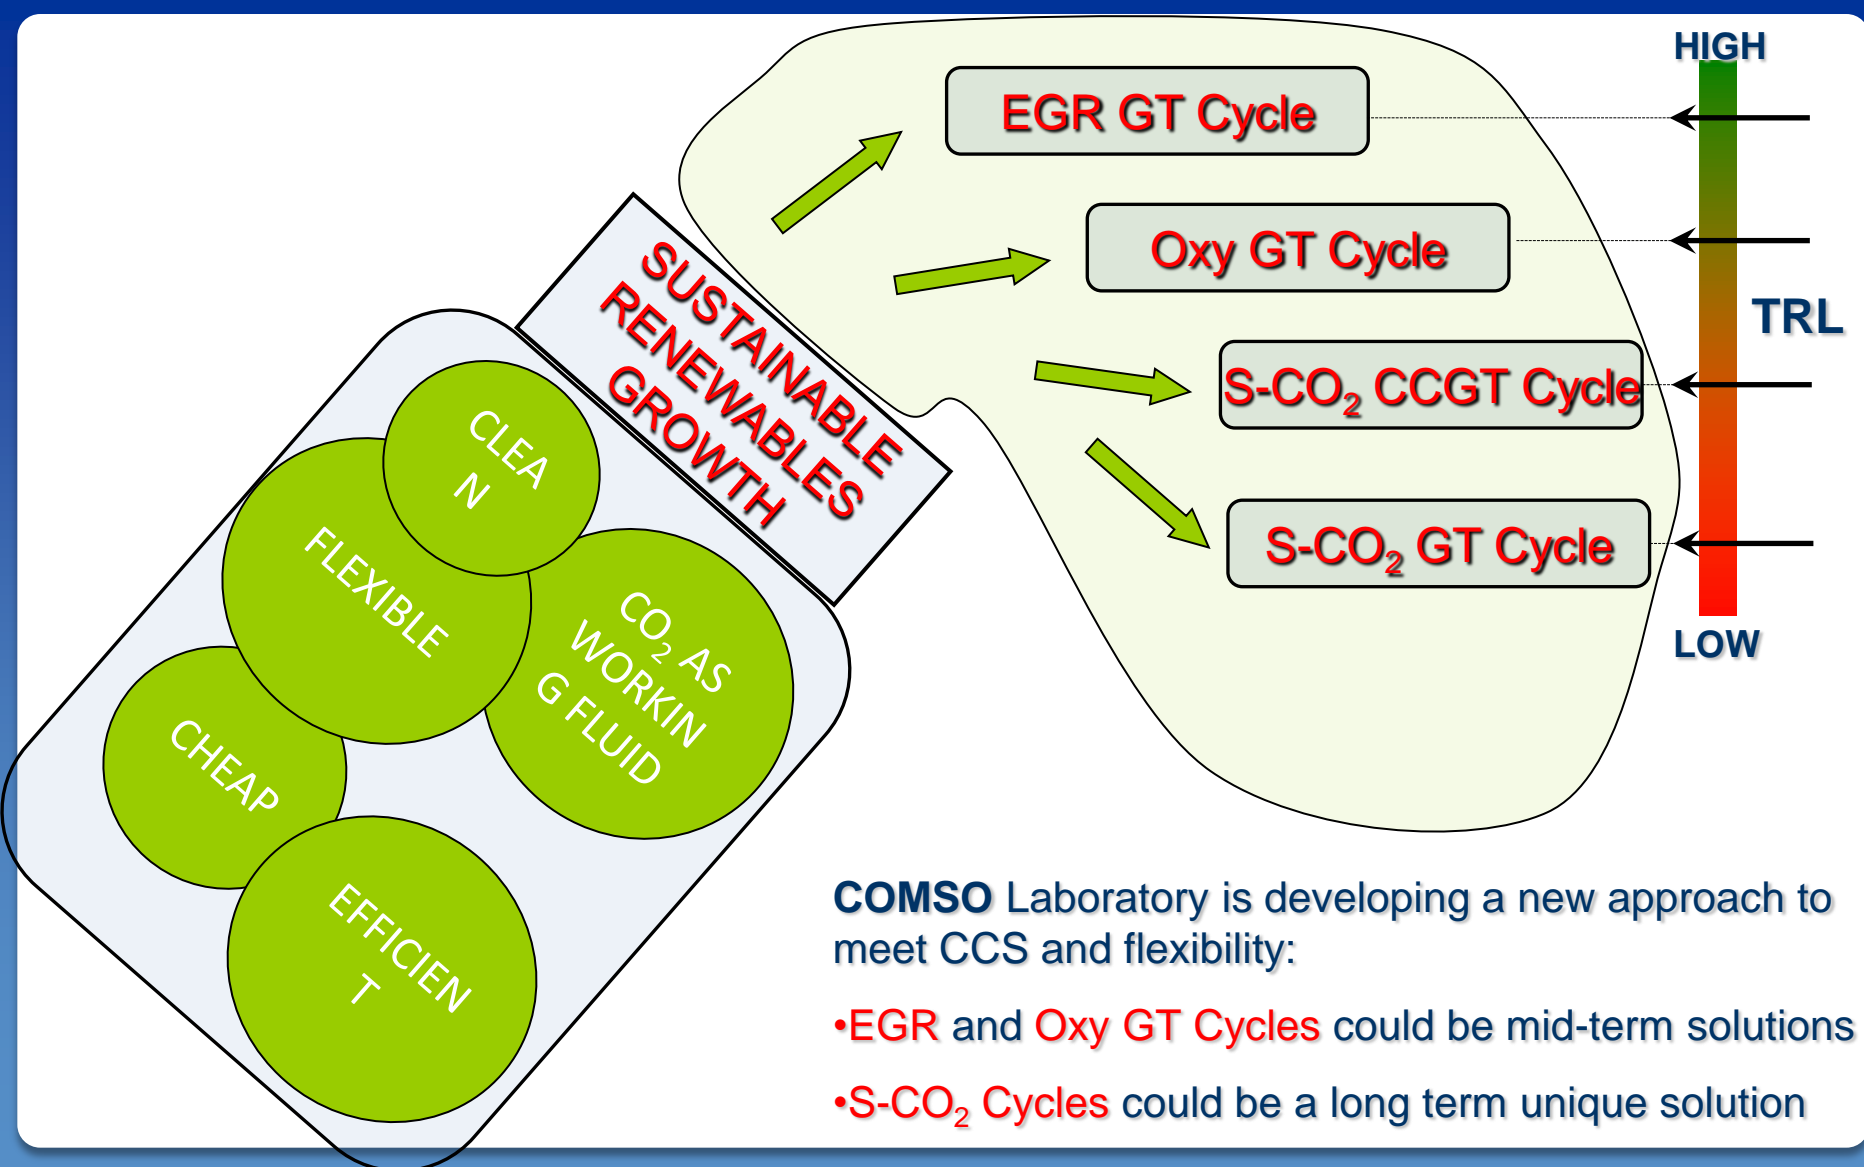 HIGH
EGR GT Cycle
Oxy GT Cycle
TRL
S-CO₂ CCGT Cycle
S-CO₂ GT Cycle
LOW
SUSTAINABLE
RENEWABLES
GROWTH
CLEA
N
FLEXIBLE
CO₂ AS
WORKIN
G FLUID
CHEAP
EFFICIEN
T
COMSO Laboratory is developing a new approach to
meet CCS and flexibility:
•EGR and Oxy GT Cycles could be mid-term solutions
•S-CO₂ Cycles could be a long term unique solution